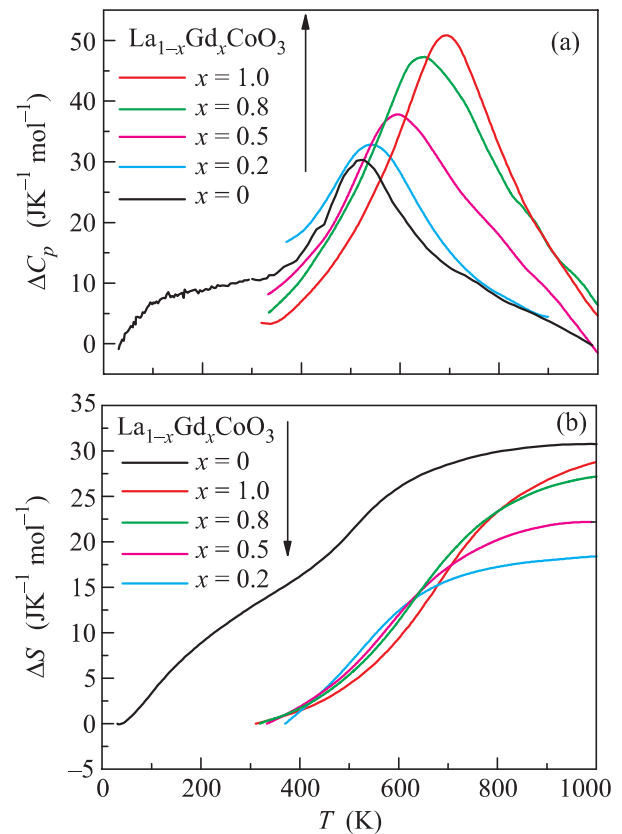 La₁₋ₓGdₓCoO₃
(a)
x = 1.0
x = 0.8
x = 0.5
x = 0.2
x = 0
50
40
30
20
10
0
ΔCₚ (JK⁻¹ mol⁻¹)
35
30
25
20
15
10
5
0
−5
ΔS (JK⁻¹ mol⁻¹)
La₁₋ₓGdₓCoO₃
(b)
x = 0
x = 1.0
x = 0.8
x = 0.5
x = 0.2
0 200 400 600 800 1000
T (K)